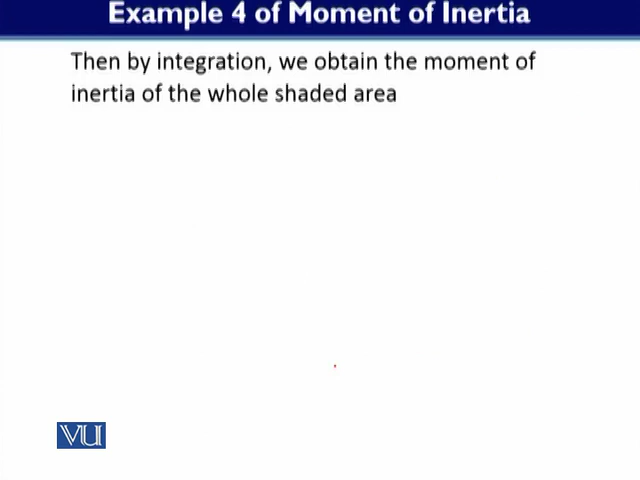 Example 4 of Moment of Inertia
Then by integration, we obtain the moment of
inertia of the whole shaded area
VU